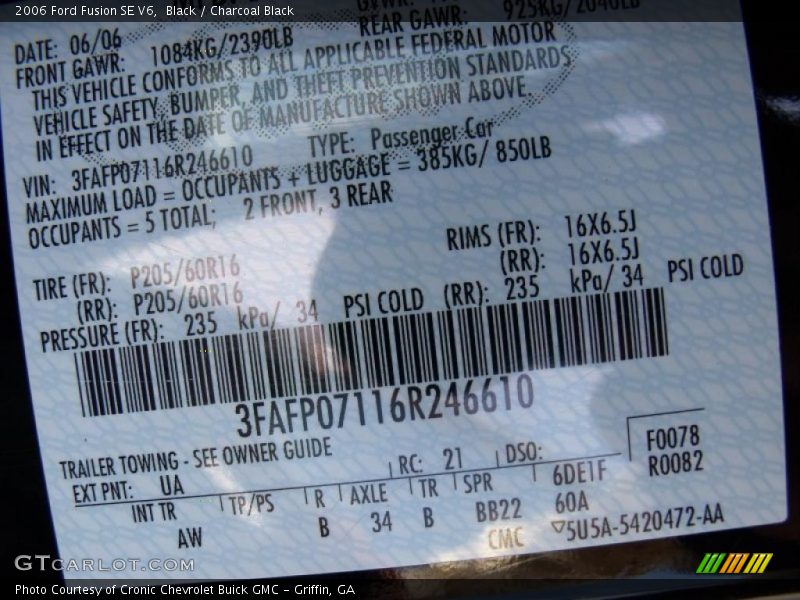 2006 Ford Fusion SE V6,  Black / Charcoal Black
DATE: 06/06
FRONT GAWR: 1084KG/2390LB
REAR GAWR: 925KG/2040LB
THIS VEHICLE CONFORMS TO ALL APPLICABLE FEDERAL MOTOR
VEHICLE SAFETY, BUMPER, AND THEFT PREVENTION STANDARDS
IN EFFECT ON THE DATE OF MANUFACTURE SHOWN ABOVE.
VIN: 3FAFP07116R246610 TYPE: Passenger Car
MAXIMUM LOAD = OCCUPANTS + LUGGAGE = 385KG/ 850LB
OCCUPANTS = 5 TOTAL; 2 FRONT, 3 REAR
TIRE (FR): P205/60R16 RIMS (FR): 16X6.5J
(RR): P205/60R16 (RR): 16X6.5J
PRESSURE (FR): 235 kPa/ 34 PSI COLD (RR): 235 kPa/ 34 PSI COLD
3FAFP07116R246610
TRAILER TOWING - SEE OWNER GUIDE
EXT PNT: UA RC: 21 DSO: F0078
R0082
INT TR TP/PS R AXLE TR SPR 6DE1F
AW B 34 B BB22 60A
CMC ▽5U5A-5420472-AA
GTCARLOT.COM
Photo Courtesy of Cronic Chevrolet Buick GMC – Griffin, GA